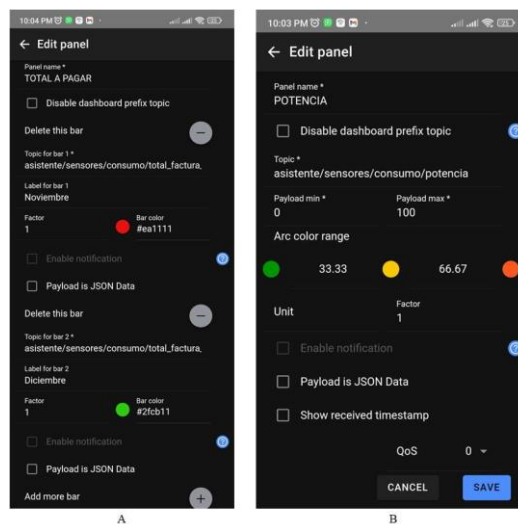 10:04 PM
Edit panel
Panel name *
TOTAL A PAGAR
Disable dashboard prefix topic
Delete this bar
Topic for bar 1 *
asistente/sensores/consumo/total_factura_
Label for bar 1
Noviembre
Factor
Bar color
1
#ea1111
Enable notification
Payload is JSON Data
Delete this bar
Topic for bar 2 *
asistente/sensores/consumo/total_factura_
Label for bar 2
Diciembre
Factor
Bar color
1
#2fcb11
Enable notification
Payload is JSON Data
Add more bar
A
10:03 PM
Edit panel
Panel name *
POTENCIA
Disable dashboard prefix topic
Topic *
asistente/sensores/consumo/potencia
Payload min *
Payload max *
0
100
Arc color range
33.33
66.67
Unit
Factor
1
Enable notification
Payload is JSON Data
Show received timestamp
QoS
0
CANCEL
SAVE
B